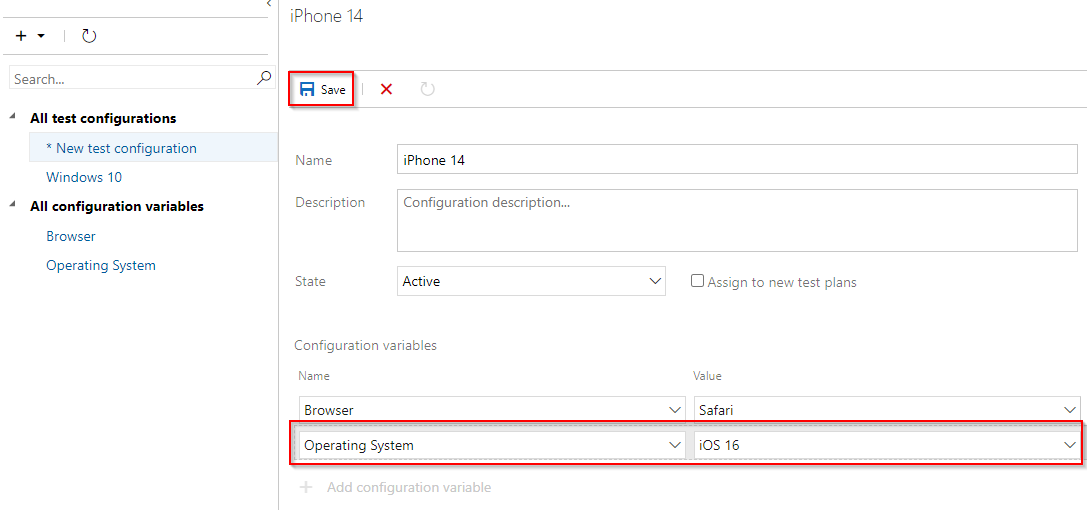 iPhone 14
Search...
All test configurations
* New test configuration
Windows 10
All configuration variables
Browser
Operating System
Save
Name
iPhone 14
Description
Configuration description...
State
Active
Assign to new test plans
Configuration variables
Name Value
Browser Safari
Operating System iOS 16
Add configuration variable